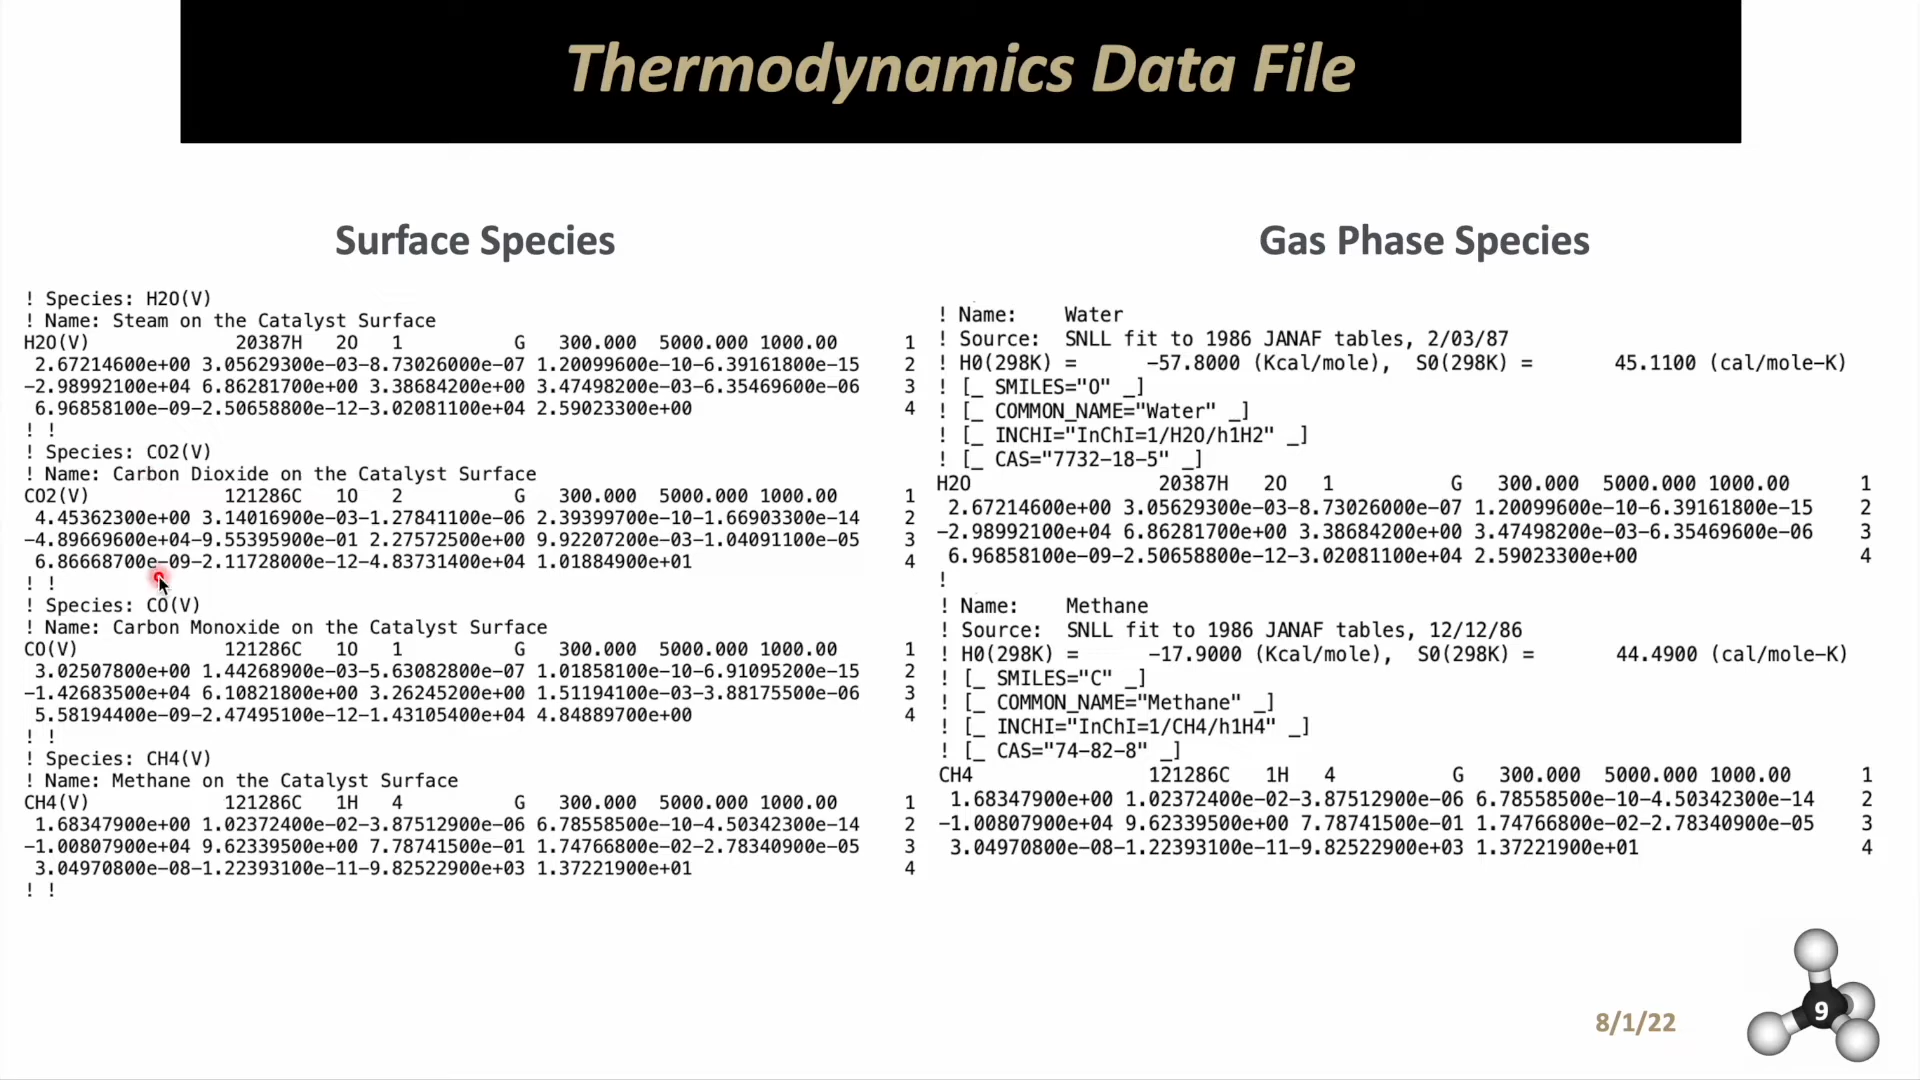 Thermodynamics Data File
Surface Species
! Species: H2O(V)
! Name: Steam on the Catalyst Surface
H2O(V) 20387H 2O 1 G 300.000 5000.000 1000.00 1
2.67214600e+00 3.05629300e-03-8.73026000e-07 1.20099600e-10-6.39161800e-15 2
-2.98992100e+04 6.86281700e+00 3.38684200e+00 3.47498200e-03-6.35469600e-06 3
6.96858100e-09-2.50658800e-12-3.02081100e+04 2.59023300e+00 4
! !
! Species: CO2(V)
! Name: Carbon Dioxide on the Catalyst Surface
CO2(V) 121286C 1O 2 G 300.000 5000.000 1000.00 1
4.45362300e+00 3.14016900e-03-1.27841100e-06 2.39399700e-10-1.66903300e-14 2
-4.89669600e+04-9.55395900e-01 2.27572500e+00 9.92207200e-03-1.04091100e-05 3
6.86668700e-09-2.11728000e-12-4.83731400e+04 1.01884900e+01 4
! !
! Species: CO(V)
! Name: Carbon Monoxide on the Catalyst Surface
CO(V) 121286C 1O 1 G 300.000 5000.000 1000.00 1
3.02507800e+00 1.44268900e-03-5.63082800e-07 1.01858100e-10-6.91095200e-15 2
-1.42683500e+04 6.10821800e+00 3.26245200e+00 1.51194100e-03-3.88175500e-06 3
5.58194400e-09-2.47495100e-12-1.43105400e+04 4.84889700e+00 4
! !
! Species: CH4(V)
! Name: Methane on the Catalyst Surface
CH4(V) 121286C 1H 4 G 300.000 5000.000 1000.00 1
1.68347900e+00 1.02372400e-02-3.87512900e-06 6.78558500e-10-4.50342300e-14 2
-1.00807900e+04 9.62339500e+00 7.78741500e-01 1.74766800e-02-2.78340900e-05 3
3.04970800e-08-1.22393100e-11-9.82522900e+03 1.37221900e+01 4
! !
Gas Phase Species
! Name: Water
! Source: SNLL fit to 1986 JANAF tables, 2/03/87
! H0(298K) = -57.8000 (Kcal/mole), S0(298K) = 45.1100 (cal/mole-K)
! [_ SMILES="O" _]
! [_ COMMON_NAME="Water" _]
! [_ INCHI="InChI=1/H2O/h1H2" _]
! [_ CAS="7732-18-5" _]
H2O 20387H 2O 1 G 300.000 5000.000 1000.00 1
2.67214600e+00 3.05629300e-03-8.73026000e-07 1.20099600e-10-6.39161800e-15 2
-2.98992100e+04 6.86281700e+00 3.38684200e+00 3.47498200e-03-6.35469600e-06 3
6.96858100e-09-2.50658800e-12-3.02081100e+04 2.59023300e+00 4
!
! Name: Methane
! Source: SNLL fit to 1986 JANAF tables, 12/12/86
! H0(298K) = -17.9000 (Kcal/mole), S0(298K) = 44.4900 (cal/mole-K)
! [_ SMILES="C" _]
! [_ COMMON_NAME="Methane" _]
! [_ INCHI="InChI=1/CH4/h1H4" _]
! [_ CAS="74-82-8" _]
CH4 121286C 1H 4 G 300.000 5000.000 1000.00 1
1.68347900e+00 1.02372400e-02-3.87512900e-06 6.78558500e-10-4.50342300e-14 2
-1.00807900e+04 9.62339500e+00 7.78741500e-01 1.74766800e-02-2.78340900e-05 3
3.04970800e-08-1.22393100e-11-9.82522900e+03 1.37221900e+01 4
8/1/22
9